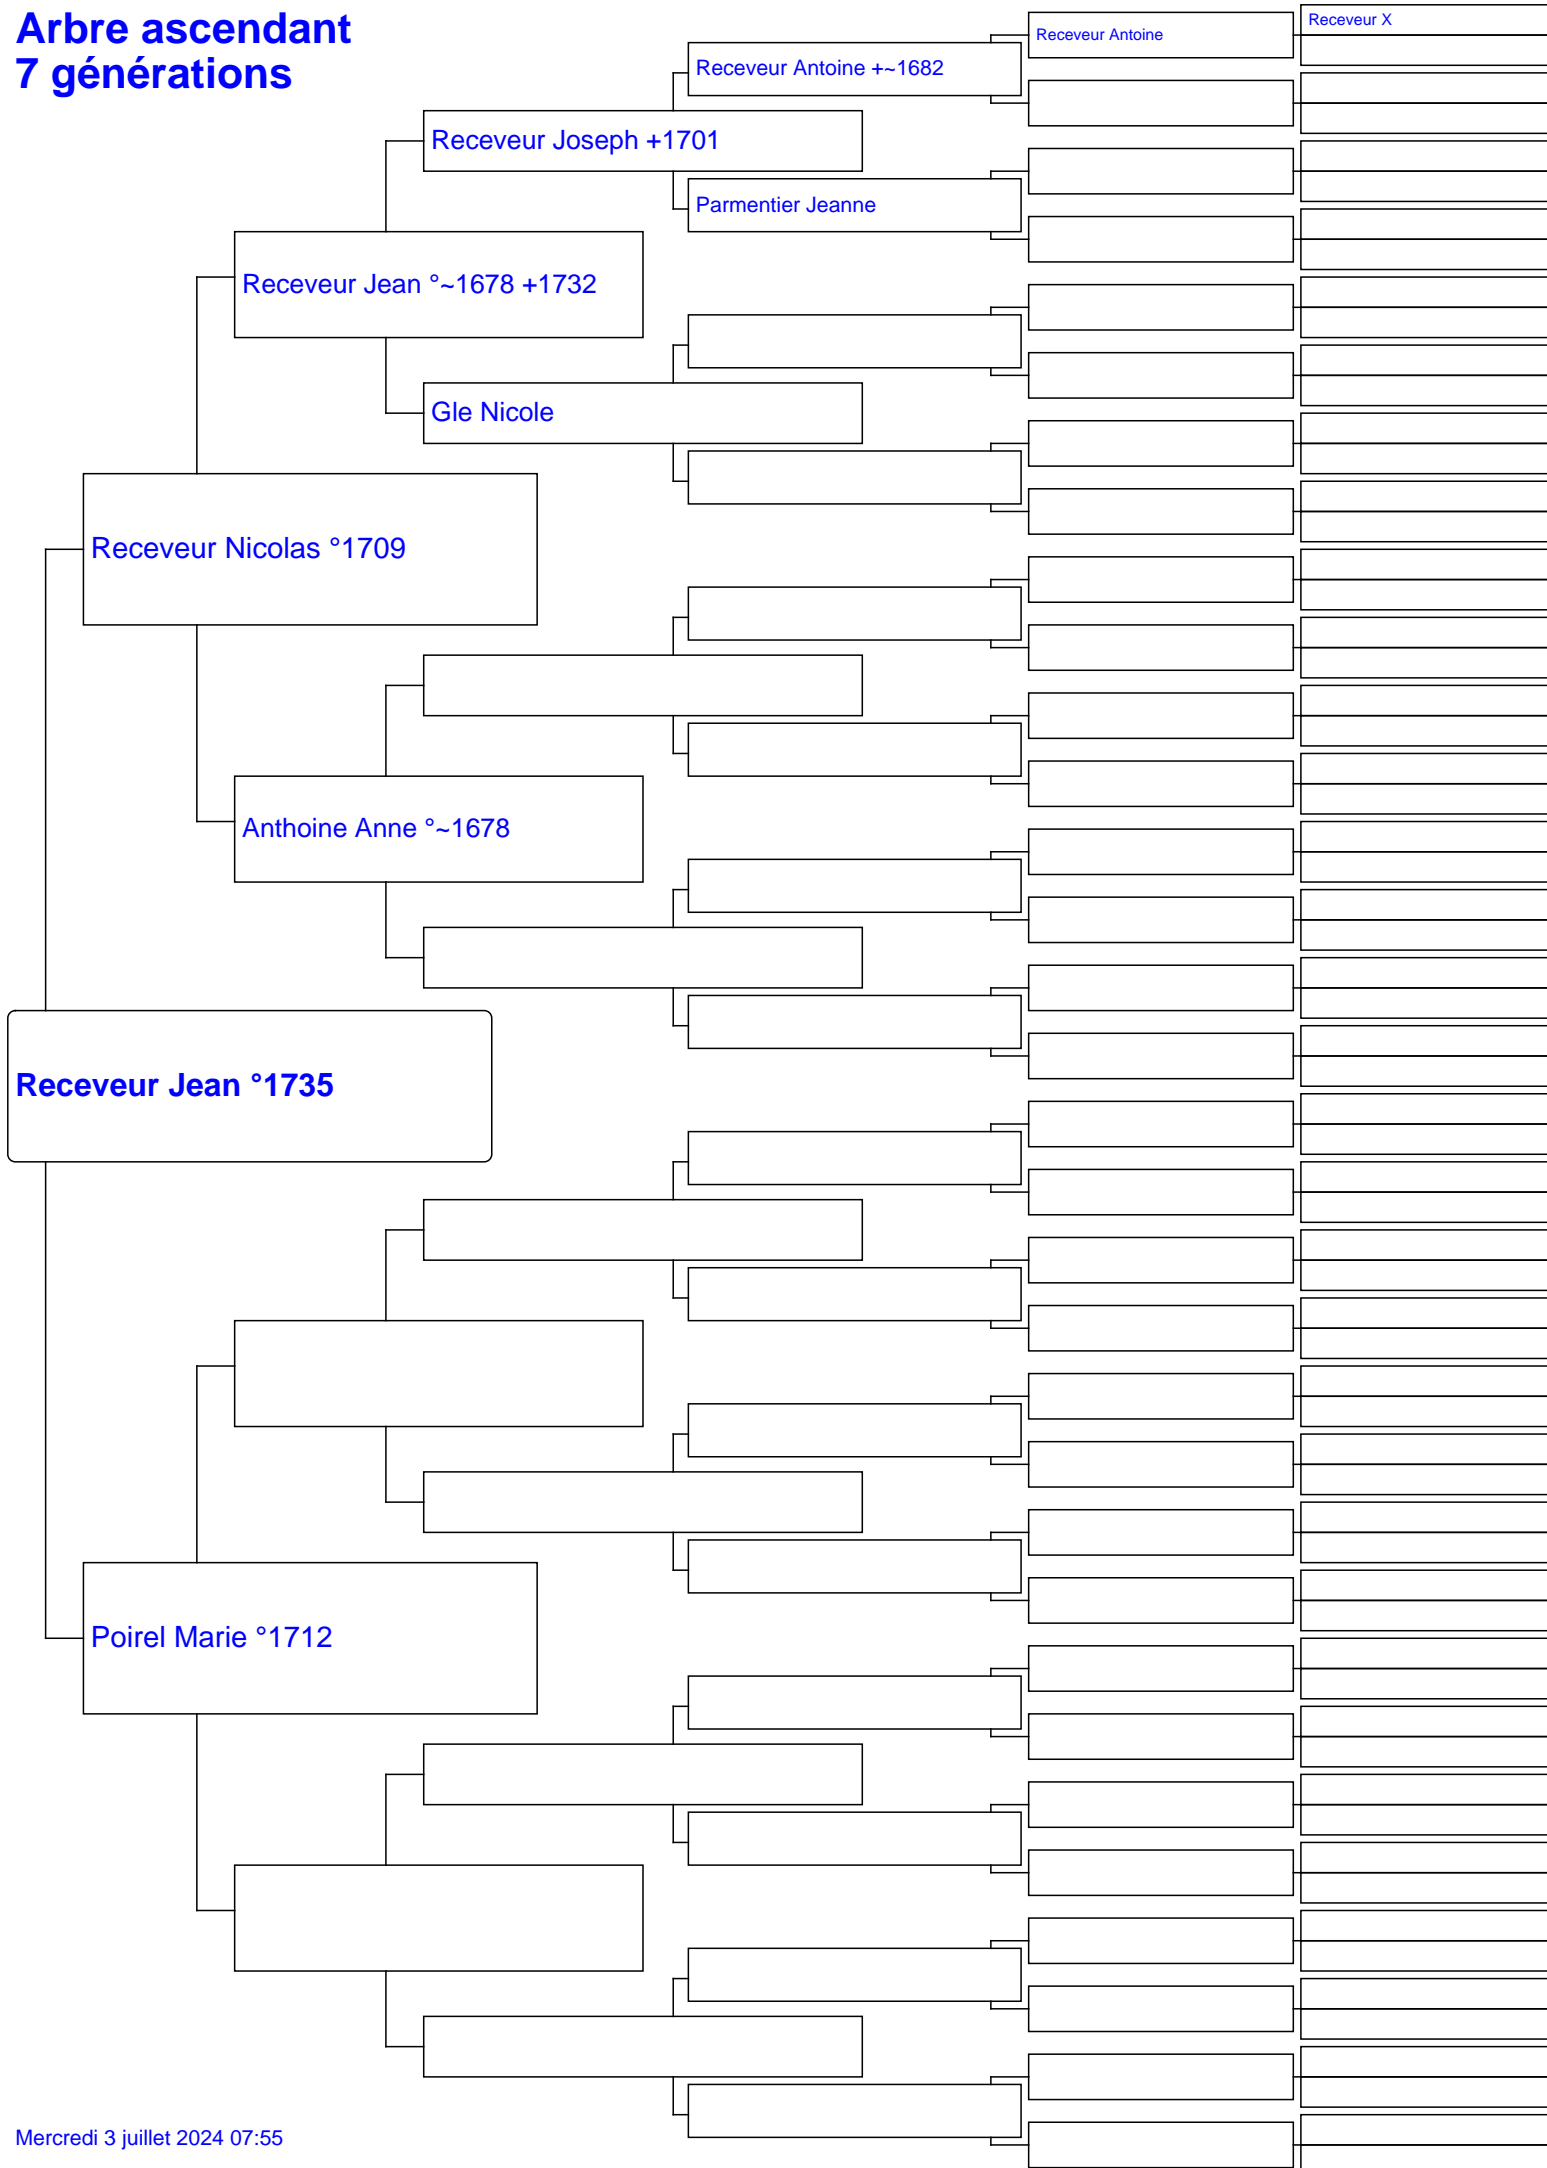 Arbre ascendant
7 générations
Receveur X
Receveur Antoine
Receveur Antoine +~1682
Receveur Joseph +1701
Parmentier Jeanne
Receveur Jean °~1678 +1732
Gle Nicole
Receveur Nicolas °1709
Anthoine Anne °~1678
Receveur Jean °1735
Poirel Marie °1712
Mercredi 3 juillet 2024 07:55